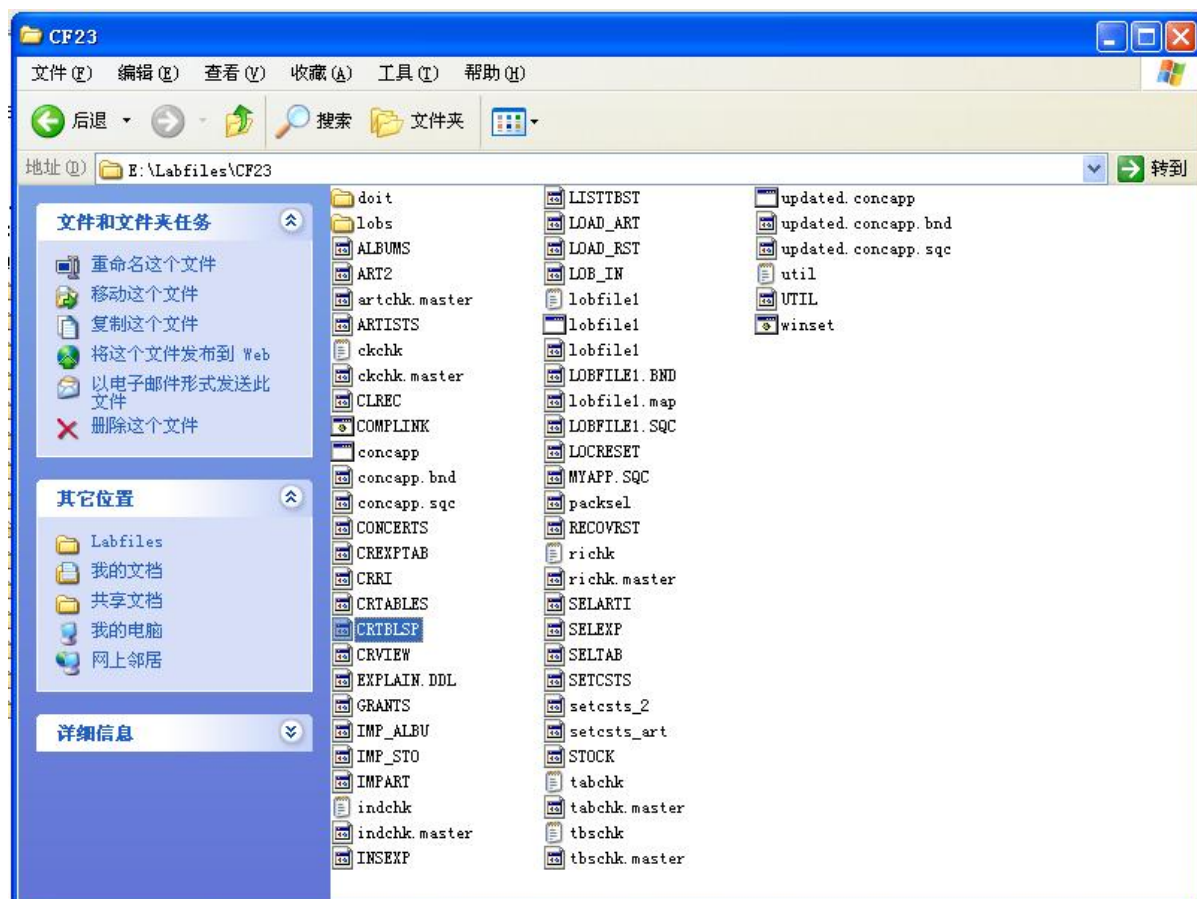 CF23
文件(F) 编辑(E) 查看(V) 收藏(A) 工具(T) 帮助(H)
后退 搜索 文件夹
地址(D) E:\Labfiles\CF23 转到
文件和文件夹任务
重命名这个文件
移动这个文件
复制这个文件
将这个文件发布到 Web
以电子邮件形式发送此
文件
删除这个文件
其它位置
Labfiles
我的文档
共享文档
我的电脑
网上邻居
详细信息
doit
lobs
ALBUMS
ART2
artchk.master
ARTISTS
ckchk
ckchk.master
CLREC
COMPLINK
concapp
concapp.bnd
concapp.sqc
CONCERTS
CREXPTAB
CRRI
CRTABLES
CRTBLSP
CRVIEW
EXPLAIN.DDL
GRANTS
IMP_ALBU
IMP_STO
IMPART
indchk
indchk.master
INSEXP
LISTTBST
LOAD_ART
LOAD_RST
LOB_IN
lobfile1
lobfile1
lobfile1
LOBFILE1.BND
lobfile1.map
LOBFILE1.SQC
LOCRESET
MYAPP.SQC
packsel
RECOVRST
richk
richk.master
SELARTI
SELEXP
SELTAB
SETCSTS
setcsts_2
setcsts_art
STOCK
tabchk
tabchk.master
tbschk
tbschk.master
updated.concapp
updated.concapp.bnd
updated.concapp.sqc
util
UTIL
winset